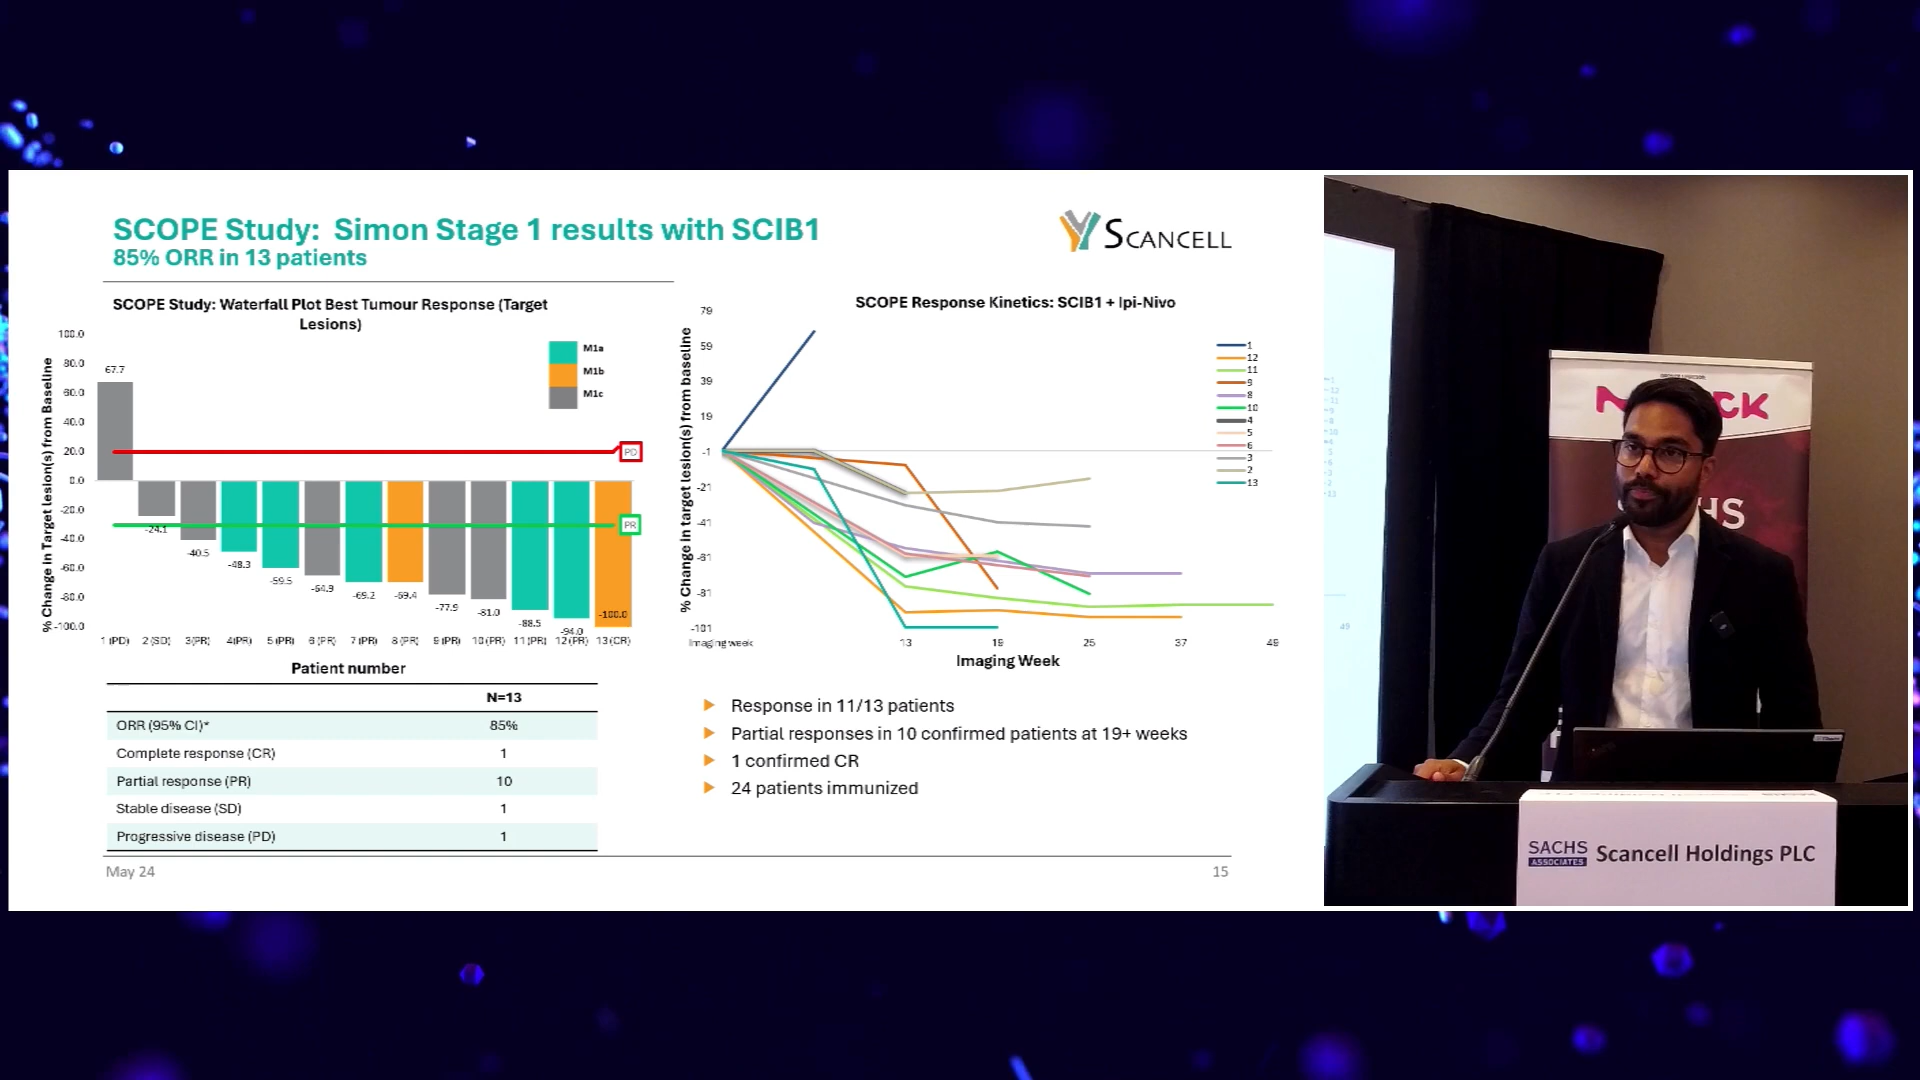 SCOPE Study: Simon Stage 1 results with SCIB1
85% ORR in 13 patients
SCANCELL
SCOPE Study: Waterfall Plot Best Tumour Response (Target
Lesions)
% Change in Target lesion(s) from Baseline
100.0
80.0
60.0
40.0
20.0
0.0
-20.0
-40.0
-60.0
-80.0
-100.0
M1a
M1b
M1c
PD
PR
67.7
-24.1
-40.5
-48.3
-59.5
-64.9
-69.2
-69.4
-77.9
-81.0
-88.5
-94.0
-100.0
1 (PD) 2 (SD) 3(PR) 4(PR) 5 (PR) 6 (PR) 7 (PR) 8 (PR) 9 (PR) 10 (PR) 11 (PR) 12 (PR) 13 (CR)
Patient number
SCOPE Response Kinetics: SCIB1 + Ipi-Nivo
% Change in target lesion(s) from baseline
79
59
39
19
-1
-21
-41
-61
-81
-101
Imaging week 13 19 25 37 49
Imaging Week
1
12
11
9
8
10
4
5
6
3
2
13
N=13
ORR (95% CI)* 85%
Complete response (CR) 1
Partial response (PR) 10
Stable disease (SD) 1
Progressive disease (PD) 1
Response in 11/13 patients
Partial responses in 10 confirmed patients at 19+ weeks
1 confirmed CR
24 patients immunized
May 24
15
CK
HS
49
SACHS
ASSOCIATES
Scancell Holdings PLC